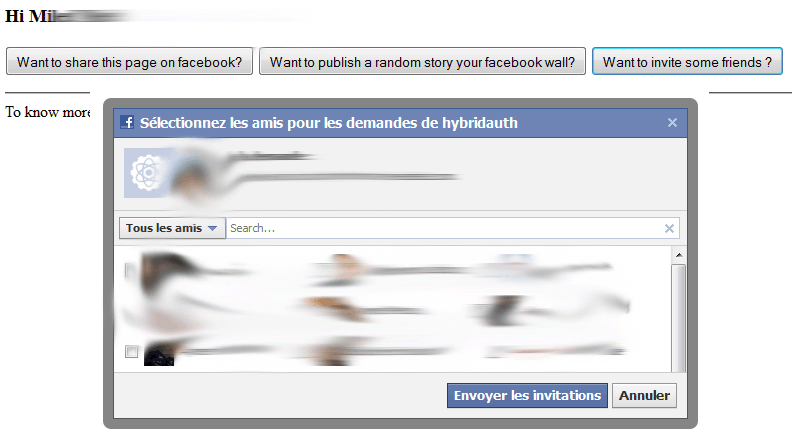 Hi
Want to share this page on facebook? Want to publish a random story your facebook wall? Want to invite some friends ?
To know more
Sélectionnez les amis pour les demandes de hybridauth
Tous les amis Search...
Envoyer les invitations Annuler